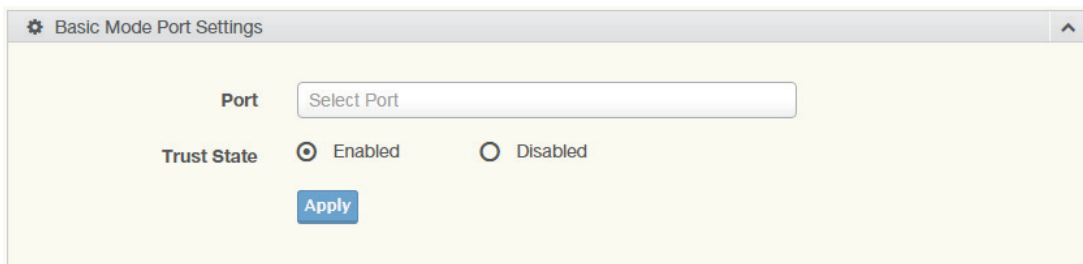 Basic Mode Port Settings
Port Select Port
Trust State Enabled Disabled
Apply